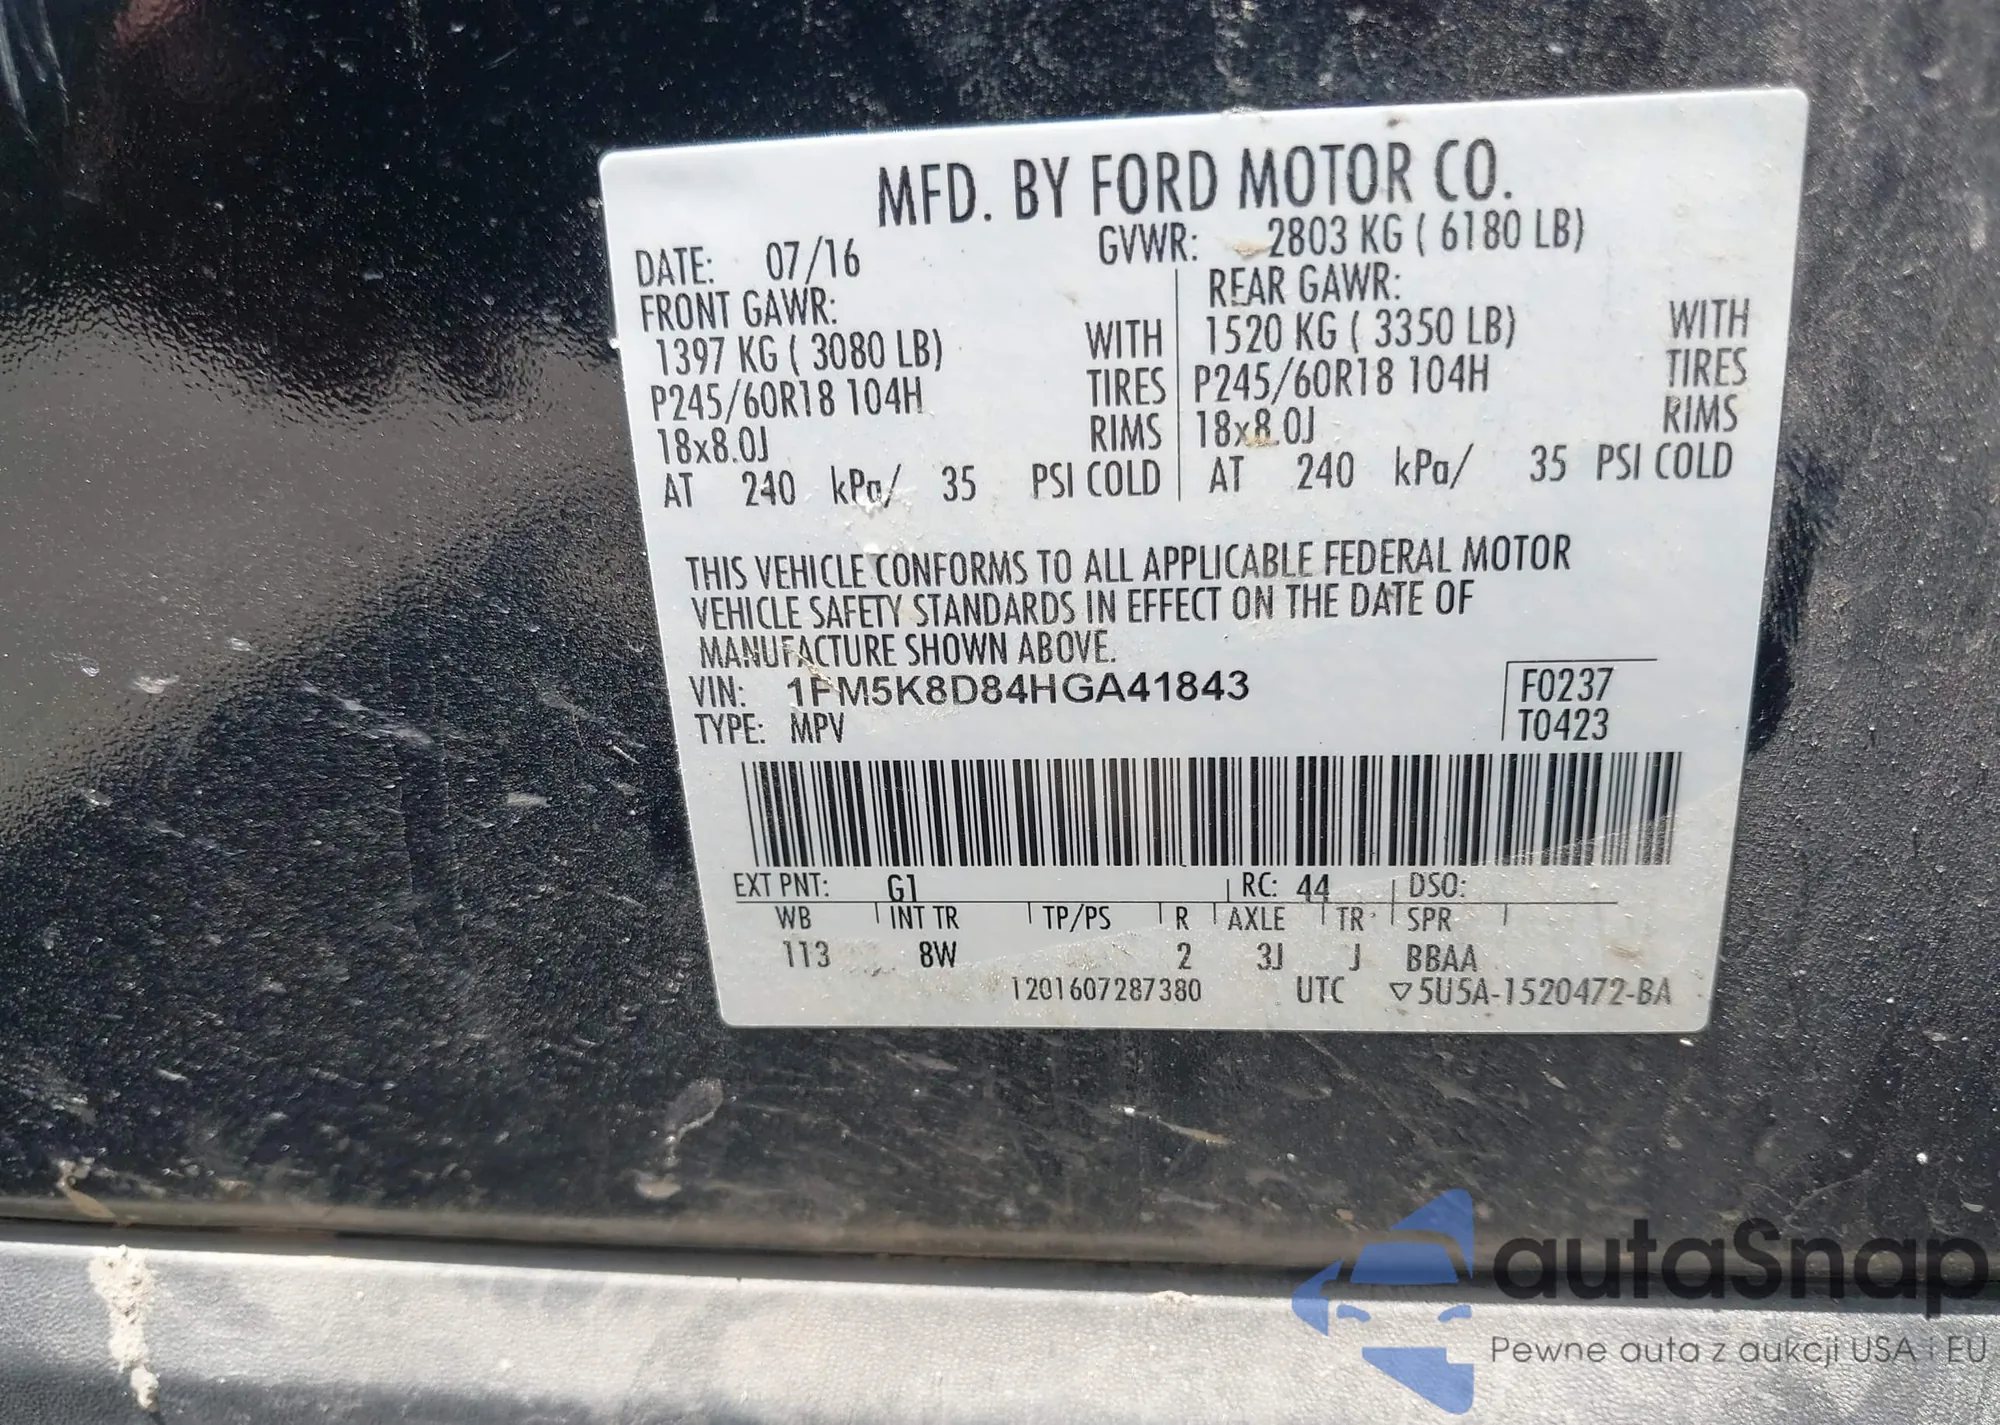 MFD. BY FORD MOTOR CO.
DATE: 07/16 GVWR: 2803 KG ( 6180 LB)
FRONT GAWR: REAR GAWR:
1397 KG ( 3080 LB) WITH 1520 KG ( 3350 LB) WITH
P245/60R18 104H TIRES P245/60R18 104H TIRES
18x8.0J RIMS 18x8.0J RIMS
AT 240 kPa/ 35 PSI COLD AT 240 kPa/ 35 PSI COLD
THIS VEHICLE CONFORMS TO ALL APPLICABLE FEDERAL MOTOR
VEHICLE SAFETY STANDARDS IN EFFECT ON THE DATE OF
MANUFACTURE SHOWN ABOVE.
VIN: 1FM5K8D84HGA41843 F0237
TYPE: MPV T0423
EXT PNT: G1 RC: 44 DSO:
WB INT TR TP/PS R AXLE TR SPR
113 8W 2 3J J BBAA
1201607287380 UTC ▽5U5A-1520472-BA
autaSnap
Pewne auta z aukcji USA i EU